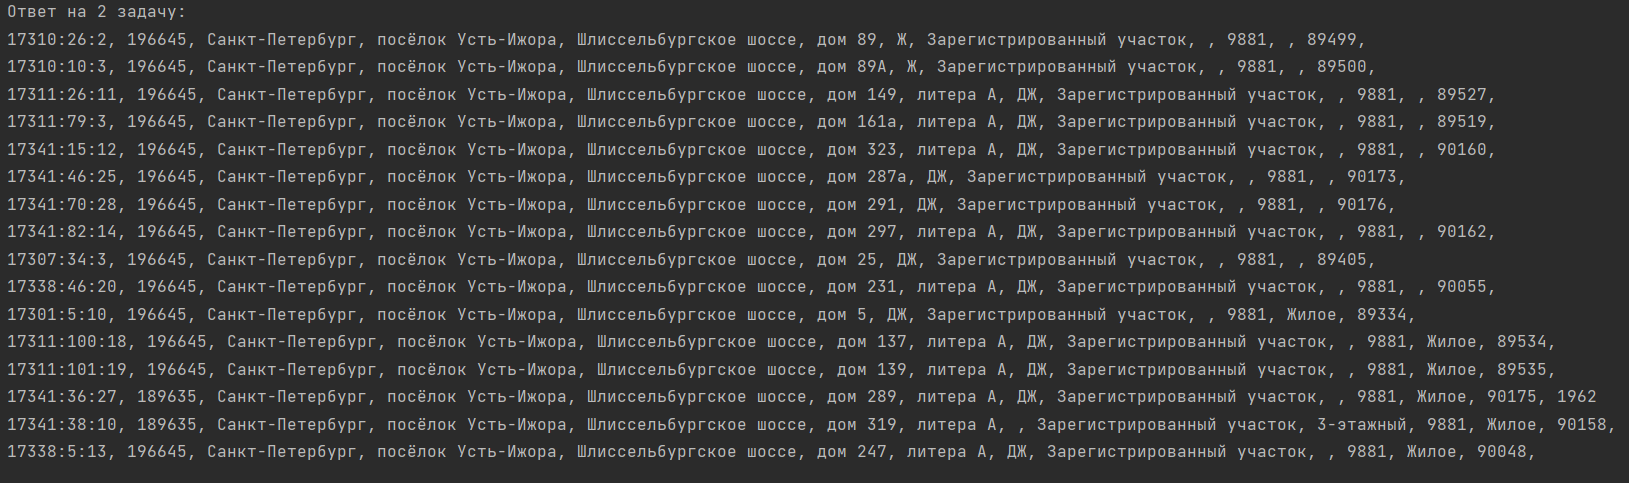 Ответ на 2 задачу:
17310:26:2, 196645, Санкт-Петербург, посёлок Усть-Ижора, Шлиссельбургское шоссе, дом 89, Ж, Зарегистрированный участок, , 9881, , 89499,
17310:10:3, 196645, Санкт-Петербург, посёлок Усть-Ижора, Шлиссельбургское шоссе, дом 89А, Ж, Зарегистрированный участок, , 9881, , 89500,
17311:26:11, 196645, Санкт-Петербург, посёлок Усть-Ижора, Шлиссельбургское шоссе, дом 149, литера А, ДЖ, Зарегистрированный участок, , 9881, , 89527,
17311:79:3, 196645, Санкт-Петербург, посёлок Усть-Ижора, Шлиссельбургское шоссе, дом 161а, литера А, ДЖ, Зарегистрированный участок, , 9881, , 89519,
17341:15:12, 196645, Санкт-Петербург, посёлок Усть-Ижора, Шлиссельбургское шоссе, дом 323, литера А, ДЖ, Зарегистрированный участок, , 9881, , 90160,
17341:46:25, 196645, Санкт-Петербург, посёлок Усть-Ижора, Шлиссельбургское шоссе, дом 287а, ДЖ, Зарегистрированный участок, , 9881, , 90173,
17341:70:28, 196645, Санкт-Петербург, посёлок Усть-Ижора, Шлиссельбургское шоссе, дом 291, ДЖ, Зарегистрированный участок, , 9881, , 90176,
17341:82:14, 196645, Санкт-Петербург, посёлок Усть-Ижора, Шлиссельбургское шоссе, дом 297, литера А, ДЖ, Зарегистрированный участок, , 9881, , 90162,
17307:34:3, 196645, Санкт-Петербург, посёлок Усть-Ижора, Шлиссельбургское шоссе, дом 25, ДЖ, Зарегистрированный участок, , 9881, , 89405,
17338:46:20, 196645, Санкт-Петербург, посёлок Усть-Ижора, Шлиссельбургское шоссе, дом 231, литера А, ДЖ, Зарегистрированный участок, , 9881, , 90055,
17301:5:10, 196645, Санкт-Петербург, посёлок Усть-Ижора, Шлиссельбургское шоссе, дом 5, ДЖ, Зарегистрированный участок, , 9881, Жилое, 89334,
17311:100:18, 196645, Санкт-Петербург, посёлок Усть-Ижора, Шлиссельбургское шоссе, дом 137, литера А, ДЖ, Зарегистрированный участок, , 9881, Жилое, 89534,
17311:101:19, 196645, Санкт-Петербург, посёлок Усть-Ижора, Шлиссельбургское шоссе, дом 139, литера А, ДЖ, Зарегистрированный участок, , 9881, Жилое, 89535,
17341:36:27, 189635, Санкт-Петербург, посёлок Усть-Ижора, Шлиссельбургское шоссе, дом 289, литера А, ДЖ, Зарегистрированный участок, , 9881, Жилое, 90175, 1962
17341:38:10, 189635, Санкт-Петербург, посёлок Усть-Ижора, Шлиссельбургское шоссе, дом 319, литера А, , Зарегистрированный участок, 3-этажный, 9881, Жилое, 90158,
17338:5:13, 196645, Санкт-Петербург, посёлок Усть-Ижора, Шлиссельбургское шоссе, дом 247, литера А, ДЖ, Зарегистрированный участок, , 9881, Жилое, 90048,